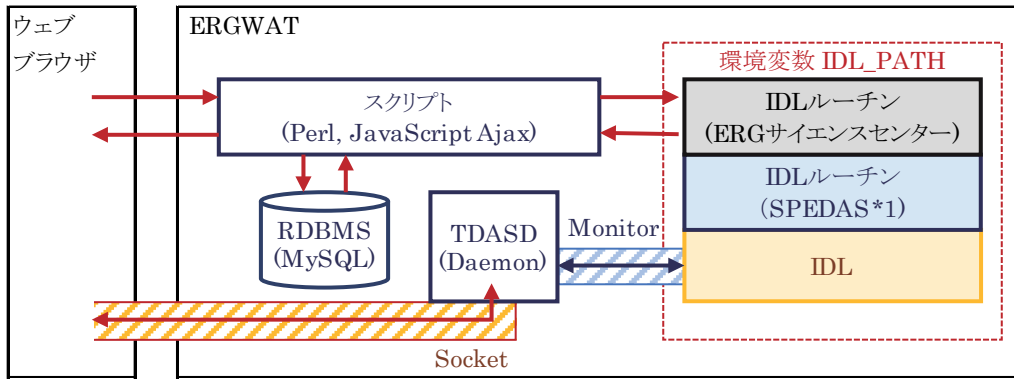 ウェブ
ブラウザ
ERGWAT
環境変数 IDL_PATH
スクリプト
(Perl, JavaScript Ajax)
IDLルーチン
(ERGサイエンスセンター)
IDLルーチン
(SPEDAS*1)
RDBMS
(MySQL)
TDASD
(Daemon)
Monitor
IDL
Socket